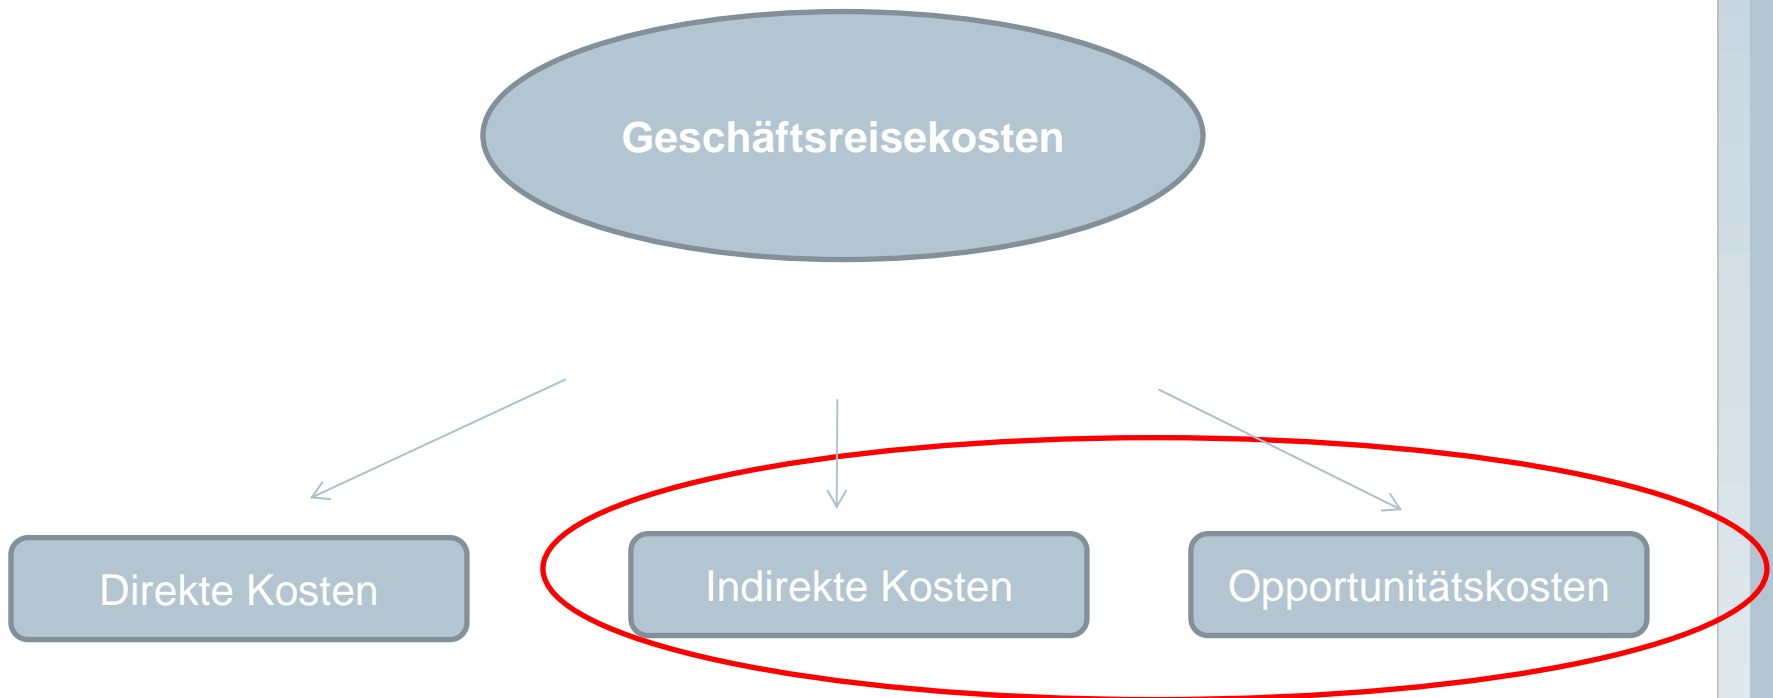 Geschäftsreisekosten
Direkte Kosten
Indirekte Kosten
Opportunitätskosten